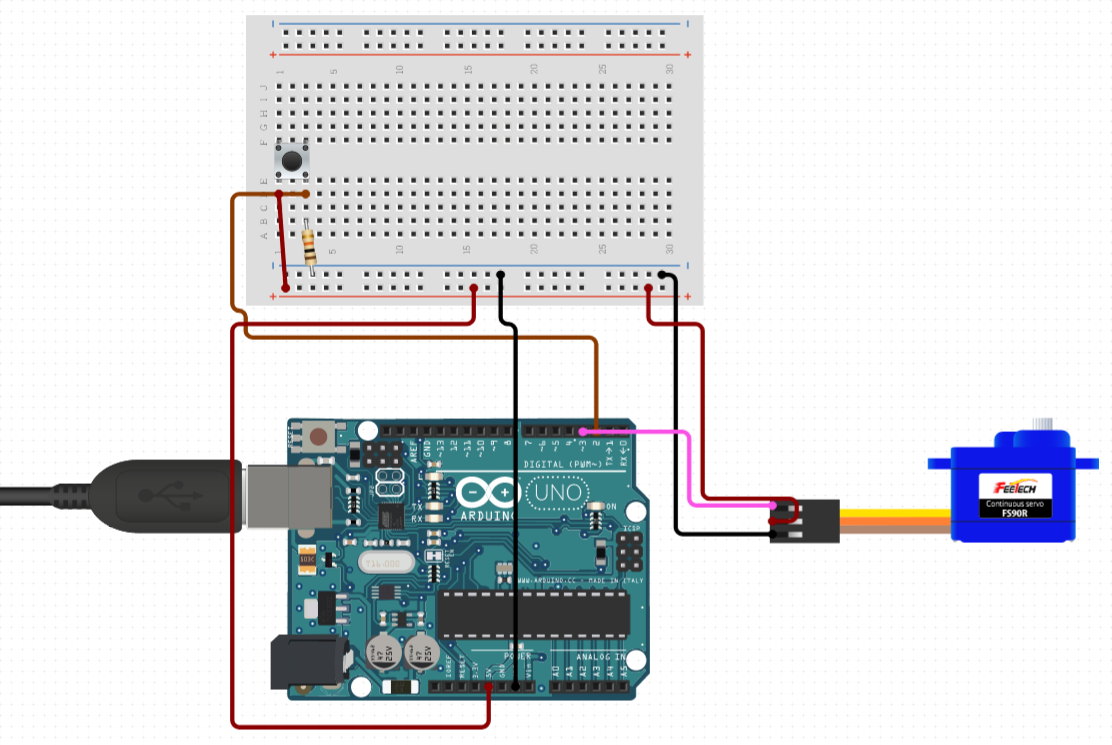 1 5 10 15 20 25 30
J
I
H
G
F
E
C
B
A
1 5 10 15 20 25 30
RESET
AREF
GND
~13
12
~11
~10
~9
8
7
~6
~5
4
~3
2
TX→1
RX←0
DIGITAL (PWM~)
TX
RX
ARDUINO
UNO
ON
ICSP
T16.000
WWW.ARDUINO.CC - MADE IN ITALY
47
25V
47
25V
POWER
ANALOG IN
IOREF
RESET
3.3V
5V
GND
VIN
A0
A1
A2
A3
A4
A5
FEETECH
Continuous servo
FS90R